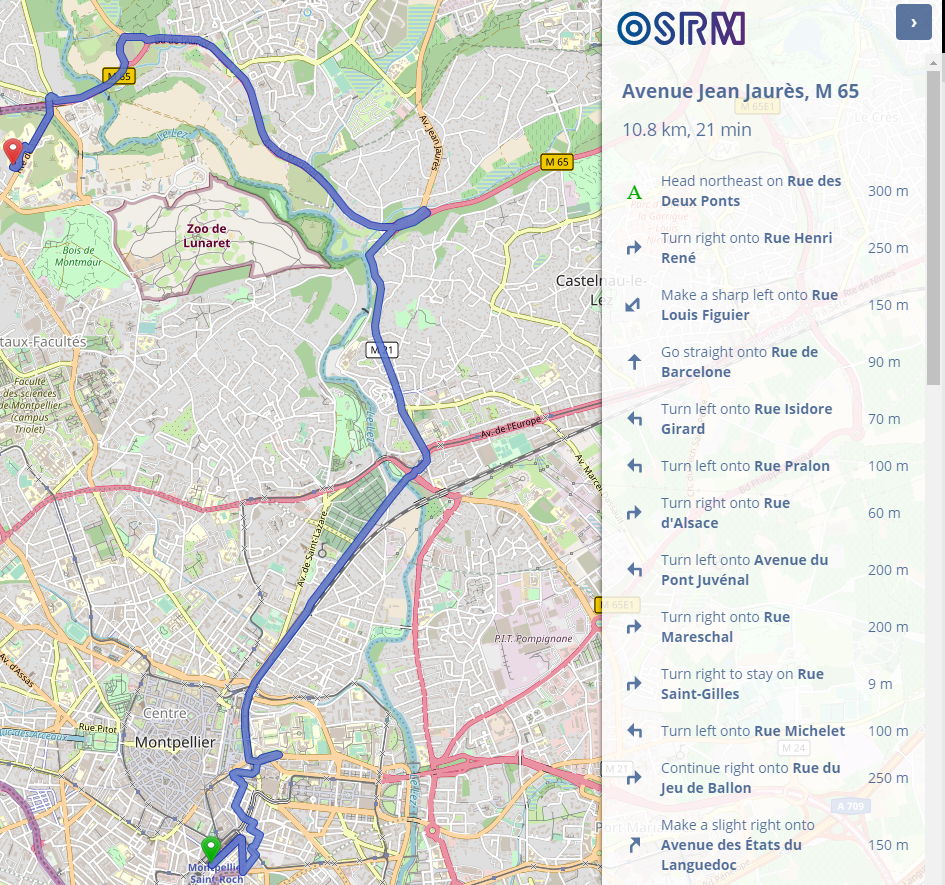 M 65
Av. Jean Jaurès
M 65
Zoo de
Lunaret
Bois de
Montmaur
Castelnau-le-
Lez
taux-Facultés
M 21
Faculté
des sciences
de Montpellier
(campus
Triolet)
Av. de l'Europe
Av. de Saint-Lazare
P.I.T. Pompignane
Av. d'Assas
Centre
Rue Pitot
Montpellier
Montpellier
Saint-Roch
OSRM
›
Avenue Jean Jaurès, M 65
M 65E1
10.8 km, 21 min
Head northeast on Rue des
Deux Ponts
300 m
Turn right onto Rue Henri
René
250 m
Make a sharp left onto Rue
Louis Figuier
150 m
Go straight onto Rue de
Barcelone
90 m
Turn left onto Rue Isidore
Girard
70 m
Turn left onto Rue Pralon
100 m
Turn right onto Rue
d'Alsace
60 m
Turn left onto Avenue du
Pont Juvénal
200 m
M 65E1
Turn right onto Rue
Mareschal
200 m
Turn right to stay on Rue
Saint-Gilles
9 m
Turn left onto Rue Michelet
100 m
M 24
M 21
Continue right onto Rue du
Jeu de Ballon
250 m
A 709
Make a slight right onto
Avenue des États du
Languedoc
150 m